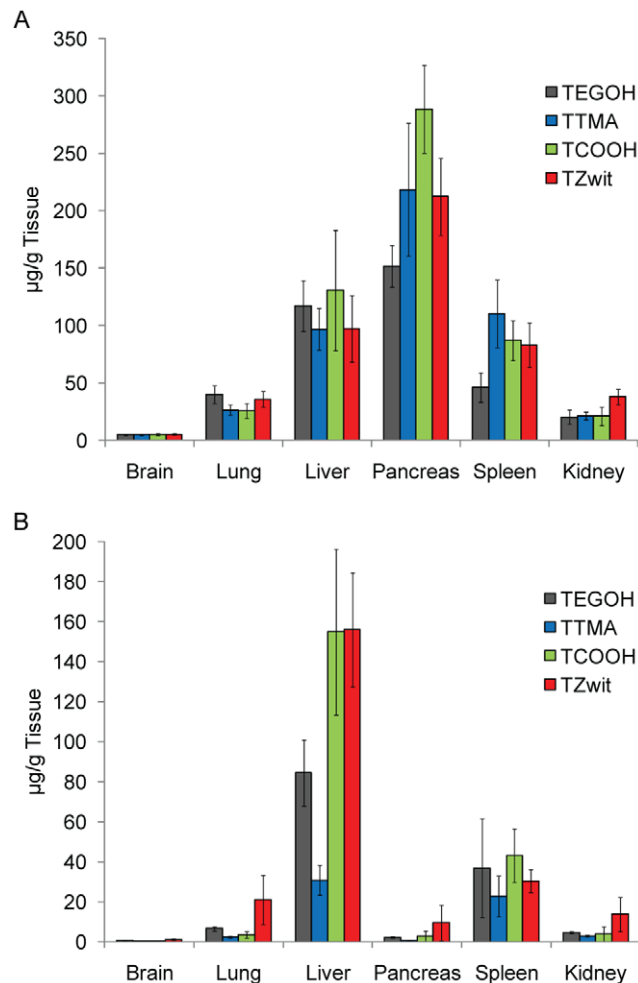 A
µg/g Tissue
350
300
250
200
150
100
50
0
TEGOH
TTMA
TCOOH
TZwit
Brain Lung Liver Pancreas Spleen Kidney
B
µg/g Tissue
200
180
160
140
120
100
80
60
40
20
0
TEGOH
TTMA
TCOOH
TZwit
Brain Lung Liver Pancreas Spleen Kidney